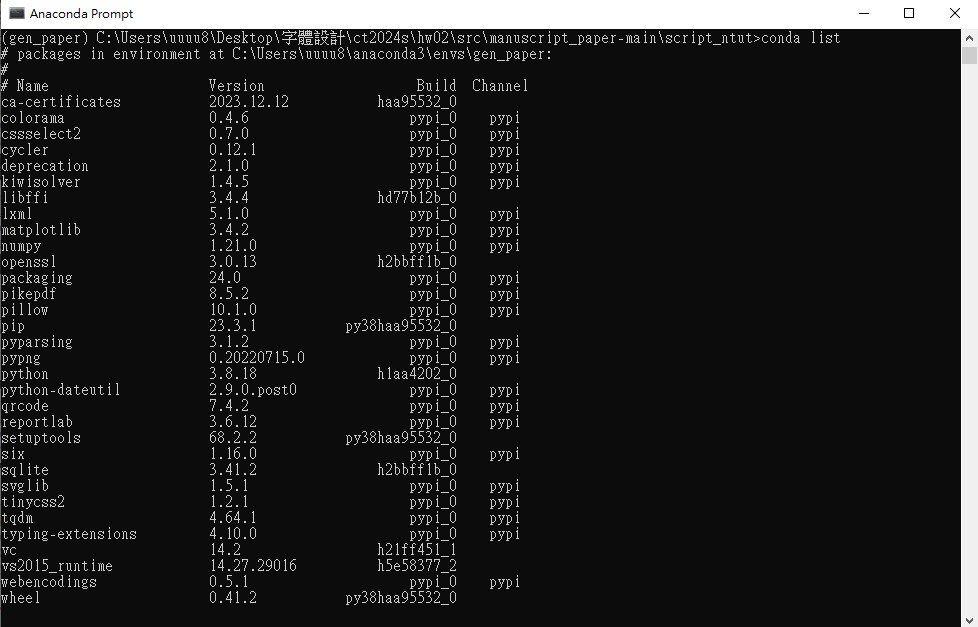 Anaconda Prompt
(gen_paper) C:\Users\uuuu8\Desktop\字體設計\ct2024s\hw02\src\manuscript_paper-main\script_ntut>conda list
# packages in environment at C:\Users\uuuu8\anaconda3\envs\gen_paper:
#
# Name Version Build Channel
ca-certificates 2023.12.12 haa95532_0
colorama 0.4.6 pypi_0 pypi
cssselect2 0.7.0 pypi_0 pypi
cycler 0.12.1 pypi_0 pypi
deprecation 2.1.0 pypi_0 pypi
kiwisolver 1.4.5 pypi_0 pypi
libffi 3.4.4 hd77b12b_0
lxml 5.1.0 pypi_0 pypi
matplotlib 3.4.2 pypi_0 pypi
numpy 1.21.0 pypi_0 pypi
openssl 3.0.13 h2bbff1b_0
packaging 24.0 pypi_0 pypi
pikepdf 8.5.2 pypi_0 pypi
pillow 10.1.0 pypi_0 pypi
pip 23.3.1 py38haa95532_0
pyparsing 3.1.2 pypi_0 pypi
pypng 0.20220715.0 pypi_0 pypi
python 3.8.18 h1aa4202_0
python-dateutil 2.9.0.post0 pypi_0 pypi
qrcode 7.4.2 pypi_0 pypi
reportlab 3.6.12 pypi_0 pypi
setuptools 68.2.2 py38haa95532_0
six 1.16.0 pypi_0 pypi
sqlite 3.41.2 h2bbff1b_0
svglib 1.5.1 pypi_0 pypi
tinycss2 1.2.1 pypi_0 pypi
tqdm 4.64.1 pypi_0 pypi
typing-extensions 4.10.0 pypi_0 pypi
vc 14.2 h21ff451_1
vs2015_runtime 14.27.29016 h5e58377_2
webencodings 0.5.1 pypi_0 pypi
wheel 0.41.2 py38haa95532_0